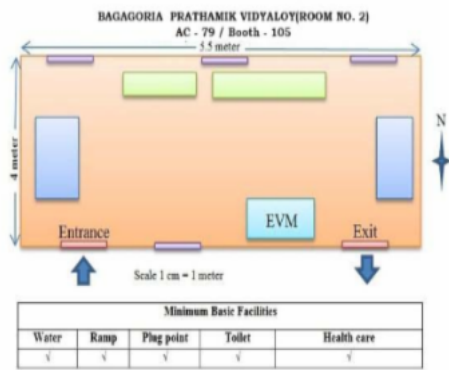 BAGAGORIA PRATHAMIK VIDYALOY(ROOM NO. 2)
AC - 79 / Booth - 105
5.5 meter
4 meter
N
EVM
Entrance
Exit
Scale 1 cm = 1 meter
Minimum Basic Facilities
Water Ramp Plug point Toilet Health care
√ √ √ √ √